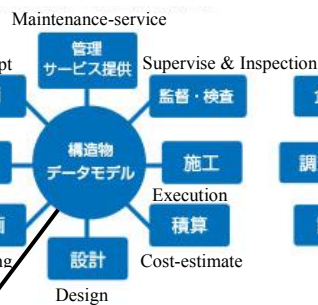 Maintenance-service
管理
サービス提供
pt
Supervise & Inspection
監督・検査
構造物
データモデル
施工
調
Execution
画
積算
設計
Cost-estimate
Design